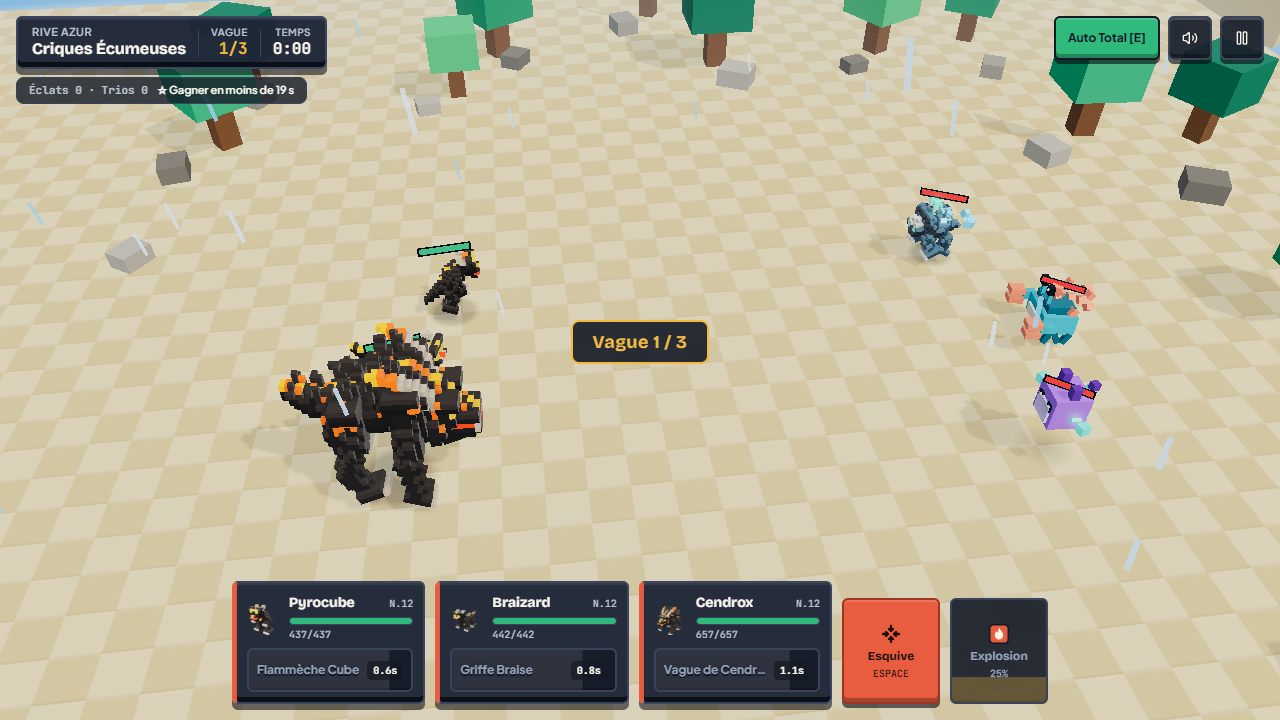 RIVE AZUR
Criques Écumeuses
VAGUE
1/3
TEMPS
0:00
Éclats 0 · Trios 0 ★ Gagner en moins de 19 s
Auto Total [E]
Vague 1 / 3
Pyrocube N.12
437/437
Flammèche Cube 0.6s
Braizard N.12
442/442
Griffe Braise 0.8s
Cendrox N.12
657/657
Vague de Cendr… 1.1s
Esquive
ESPACE
Explosion
25%